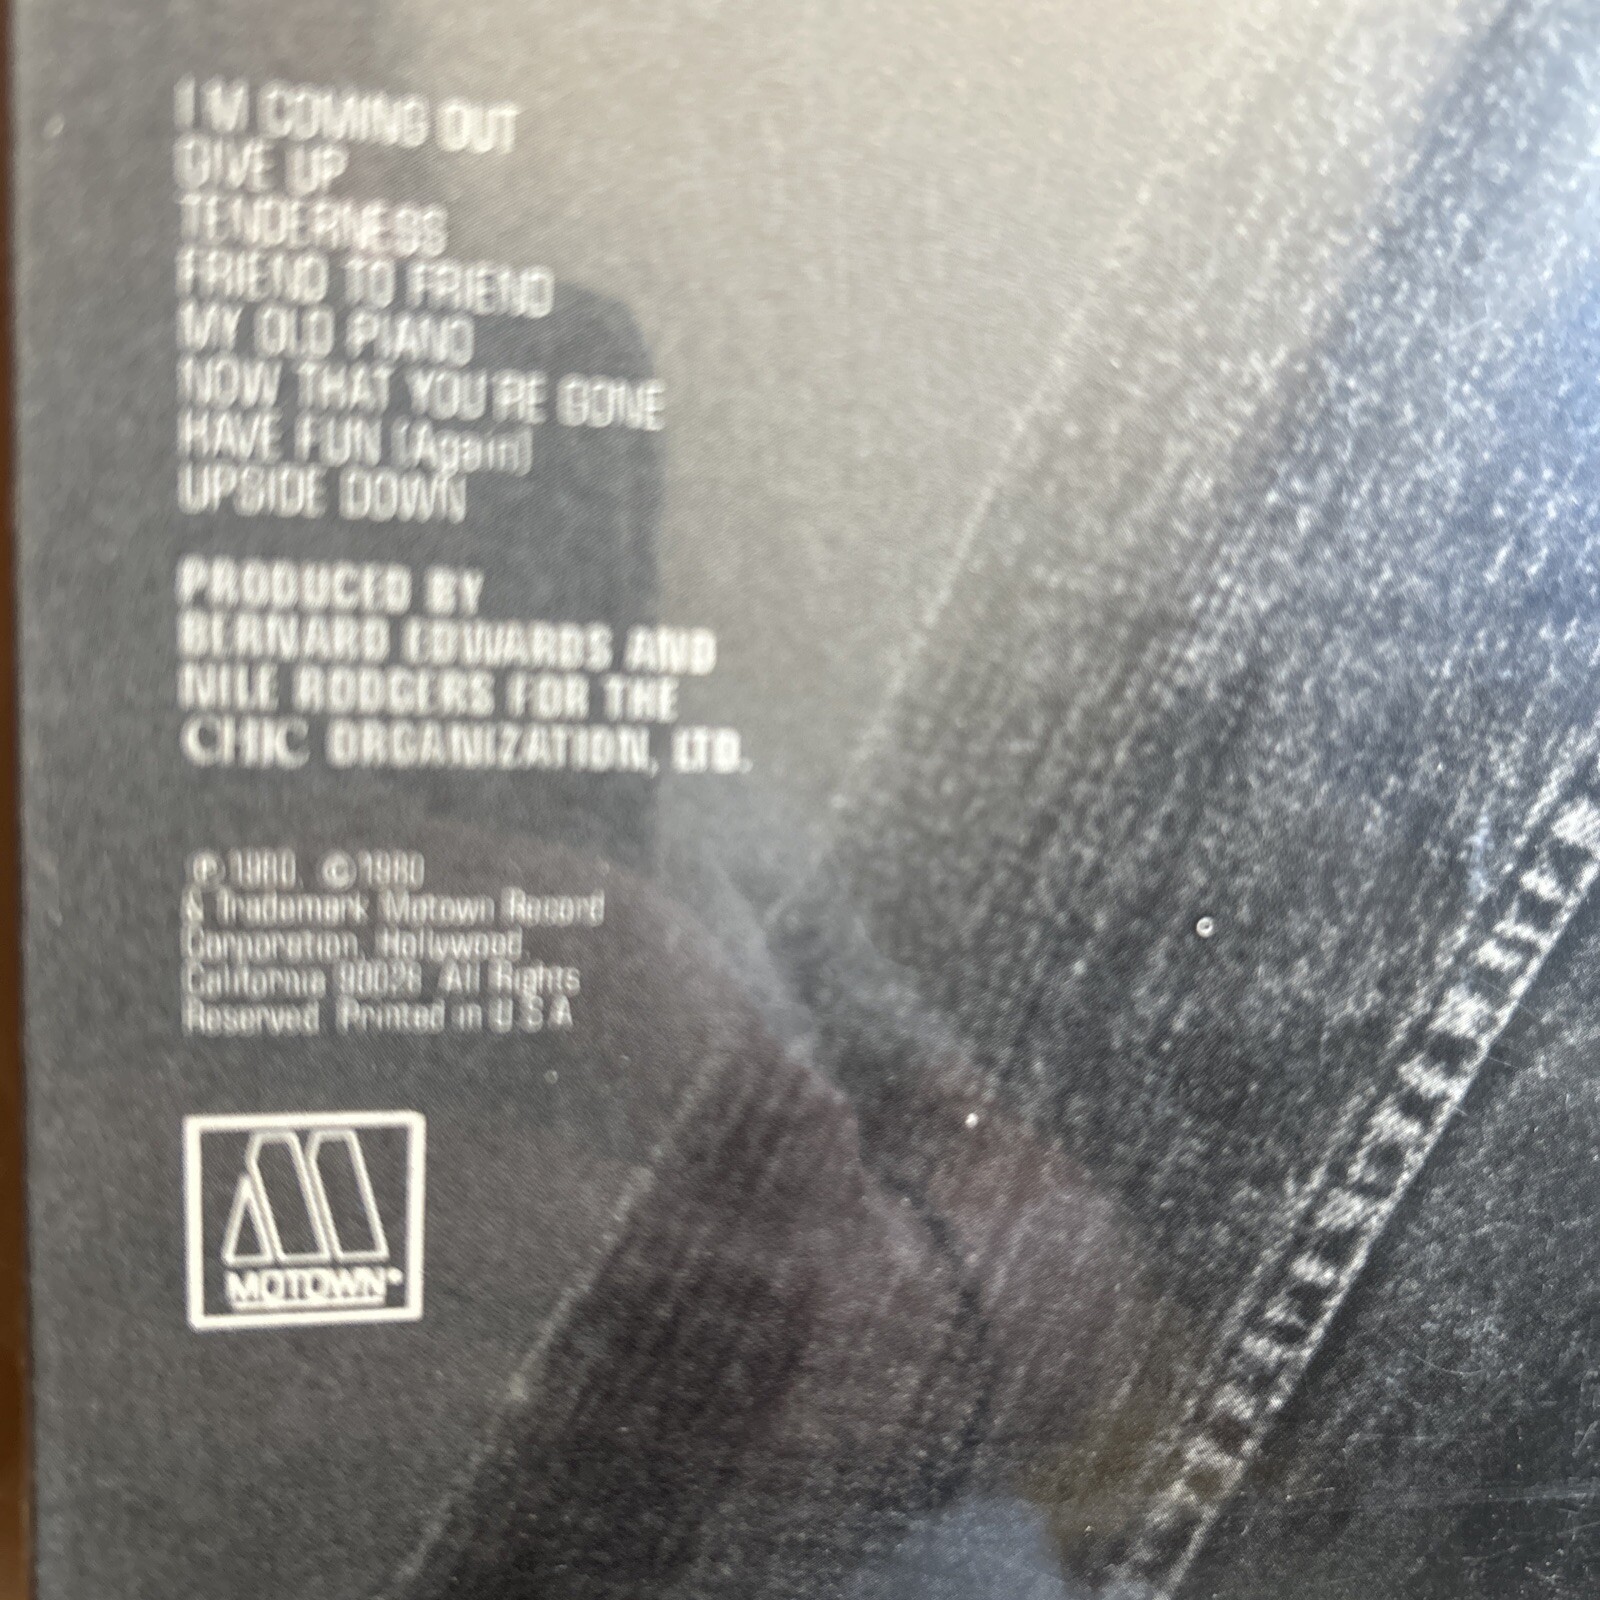 I'M COMING OUT
GIVE UP
TENDERNESS
FRIEND TO FRIEND
MY OLD PIANO
NOW THAT YOU'RE GONE
HAVE FUN (Again)
UPSIDE DOWN
PRODUCED BY
BERNARD EDWARDS AND
NILE RODGERS FOR THE
CHIC ORGANIZATION, LTD.
℗ 1980, © 1980
& Trademark Motown Record
Corporation, Hollywood,
California 90028 All Rights
Reserved Printed in U.S.A
MOTOWN®